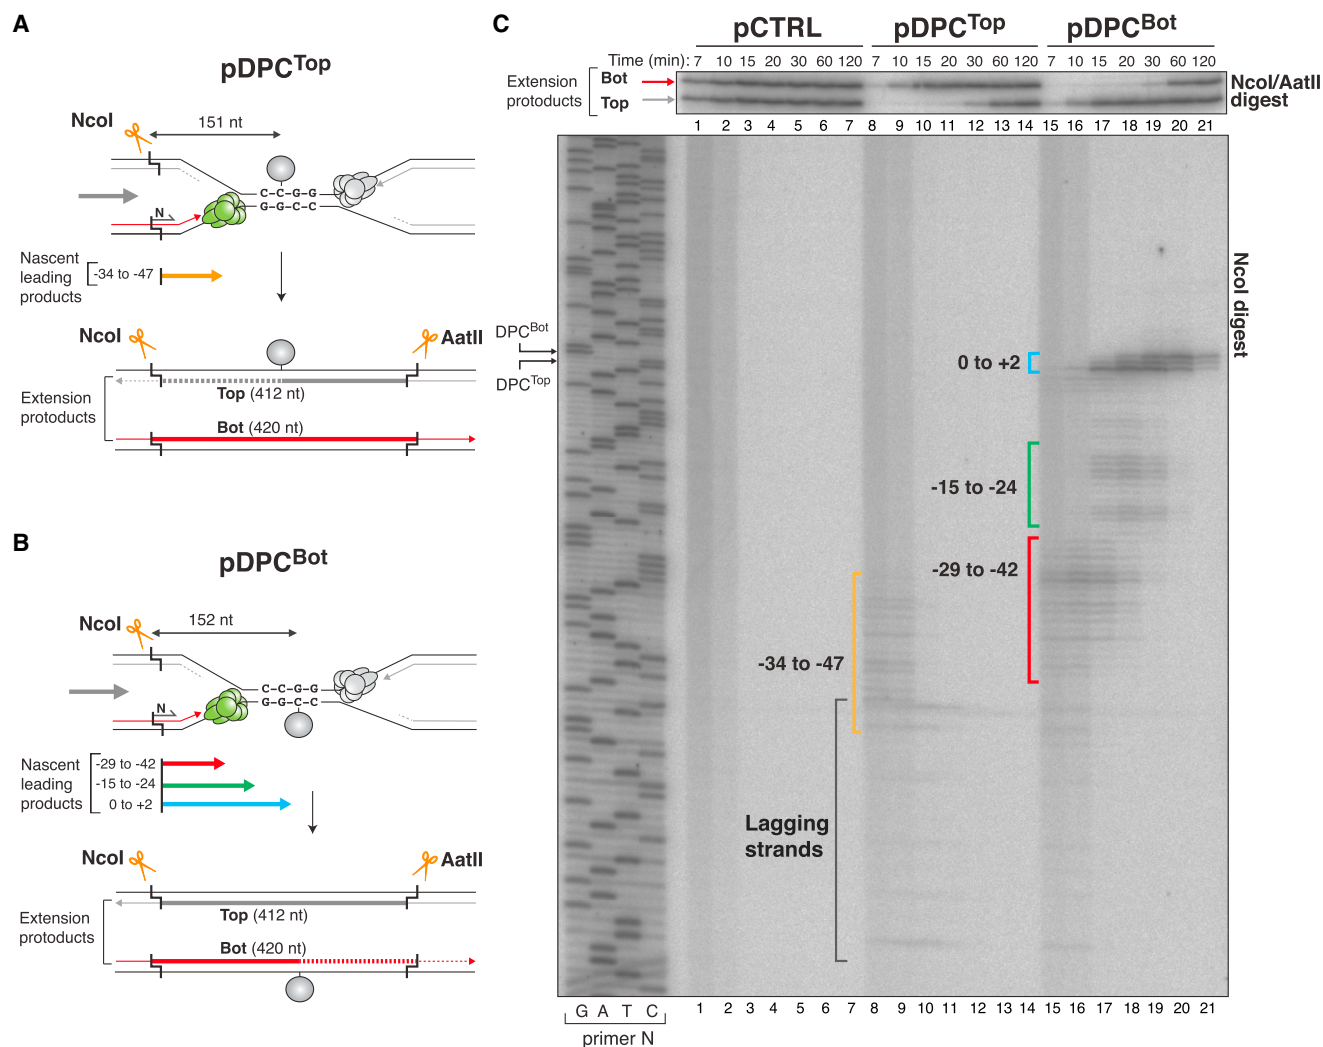 A
pDPCTop
NcoI
151 nt
C-C-G-G
G-G-C-C
N
Nascent
leading
products
-34 to -47
NcoI
AatII
Extension
protoducts
Top (412 nt)
Bot (420 nt)
B
pDPCBot
NcoI
152 nt
C-C-G-G
G-G-C-C
N
Nascent
leading
products
-29 to -42
-15 to -24
0 to +2
NcoI
AatII
Extension
protoducts
Top (412 nt)
Bot (420 nt)
C
pCTRL pDPCTop pDPCBot
Time (min): 7 10 15 20 30 60 120 7 10 15 20 30 60 120 7 10 15 20 30 60 120
Extension
protoducts
Bot
Top
NcoI/AatII
digest
1 2 3 4 5 6 7 8 9 10 11 12 13 14 15 16 17 18 19 20 21
NcoI digest
DPCBot
DPCTop
0 to +2
-15 to -24
-29 to -42
-34 to -47
Lagging
strands
G A T C
primer N
1 2 3 4 5 6 7 8 9 10 11 12 13 14 15 16 17 18 19 20 21